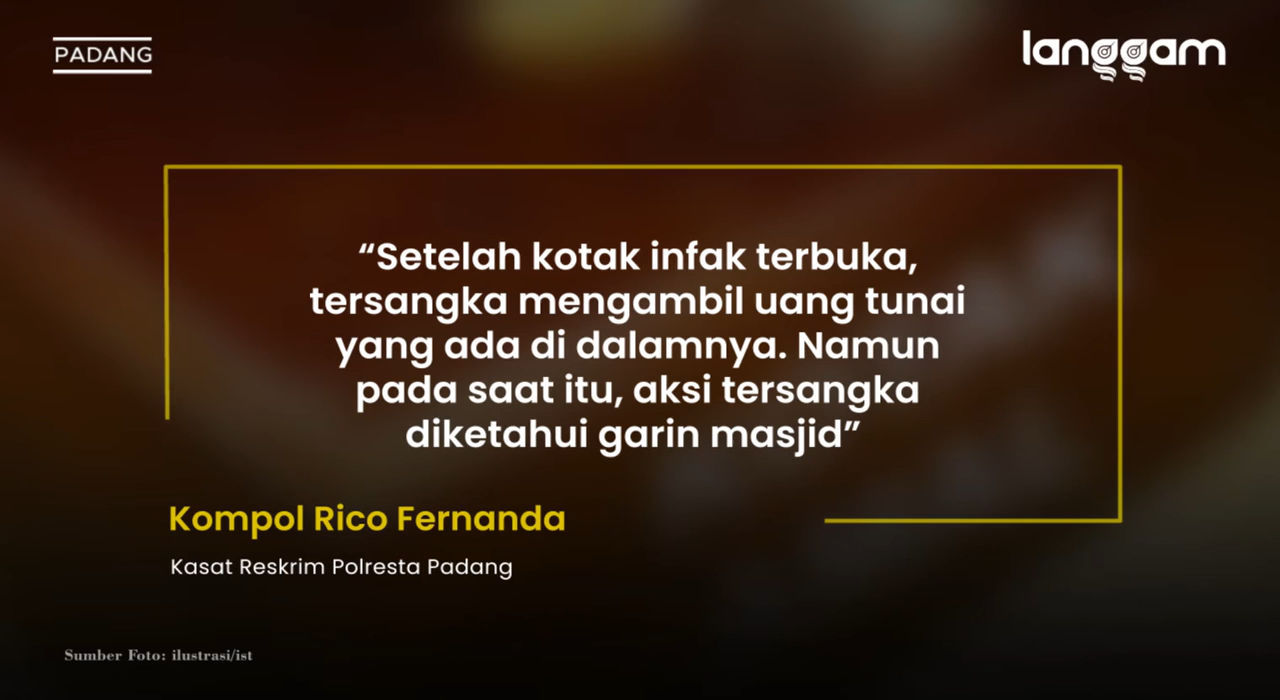 PADANG
langgam
“Setelah kotak infak terbuka,
tersangka mengambil uang tunai
yang ada di dalamnya. Namun
pada saat itu, aksi tersangka
diketahui garin masjid”
Kompol Rico Fernanda
Kasat Reskrim Polresta Padang
Sumber Foto: ilustrasi/ist